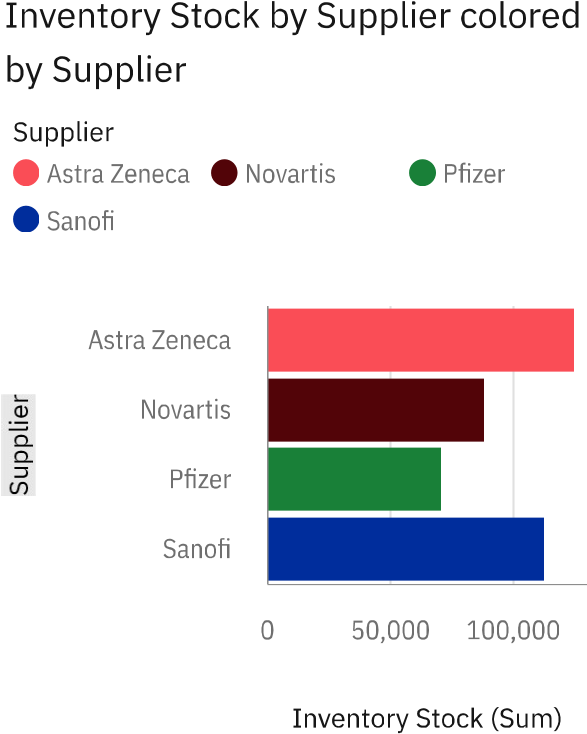 Inventory Stock by Supplier colored
by Supplier
Supplier
Astra Zeneca Novartis Pfizer
Sanofi
Astra Zeneca
Novartis
Pfizer
Sanofi
Supplier
0 50,000 100,000
Inventory Stock (Sum)